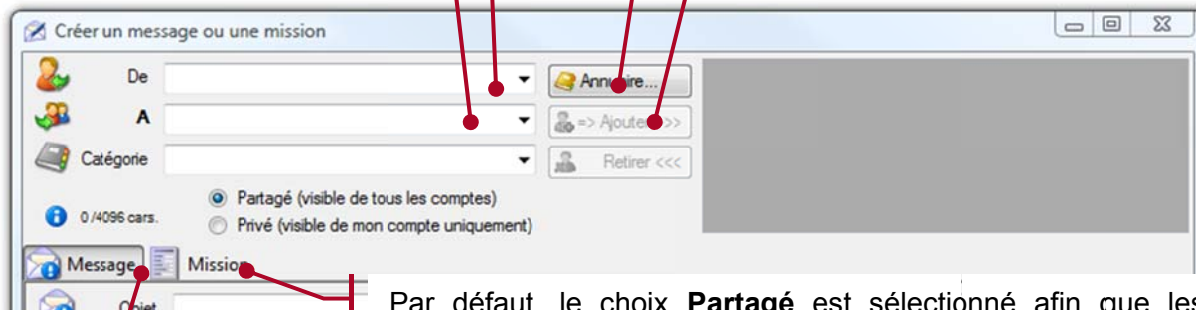 Créer un message ou une mission
De
Annuaire...
A
=> Ajouter >>
Catégorie
Retirer <<<
Partagé (visible de tous les comptes)
0 /4096 cars.
Privé (visible de mon compte uniquement)
Message
Mission
Objet
Par défaut le choix Partagé est sélectionné afin que les